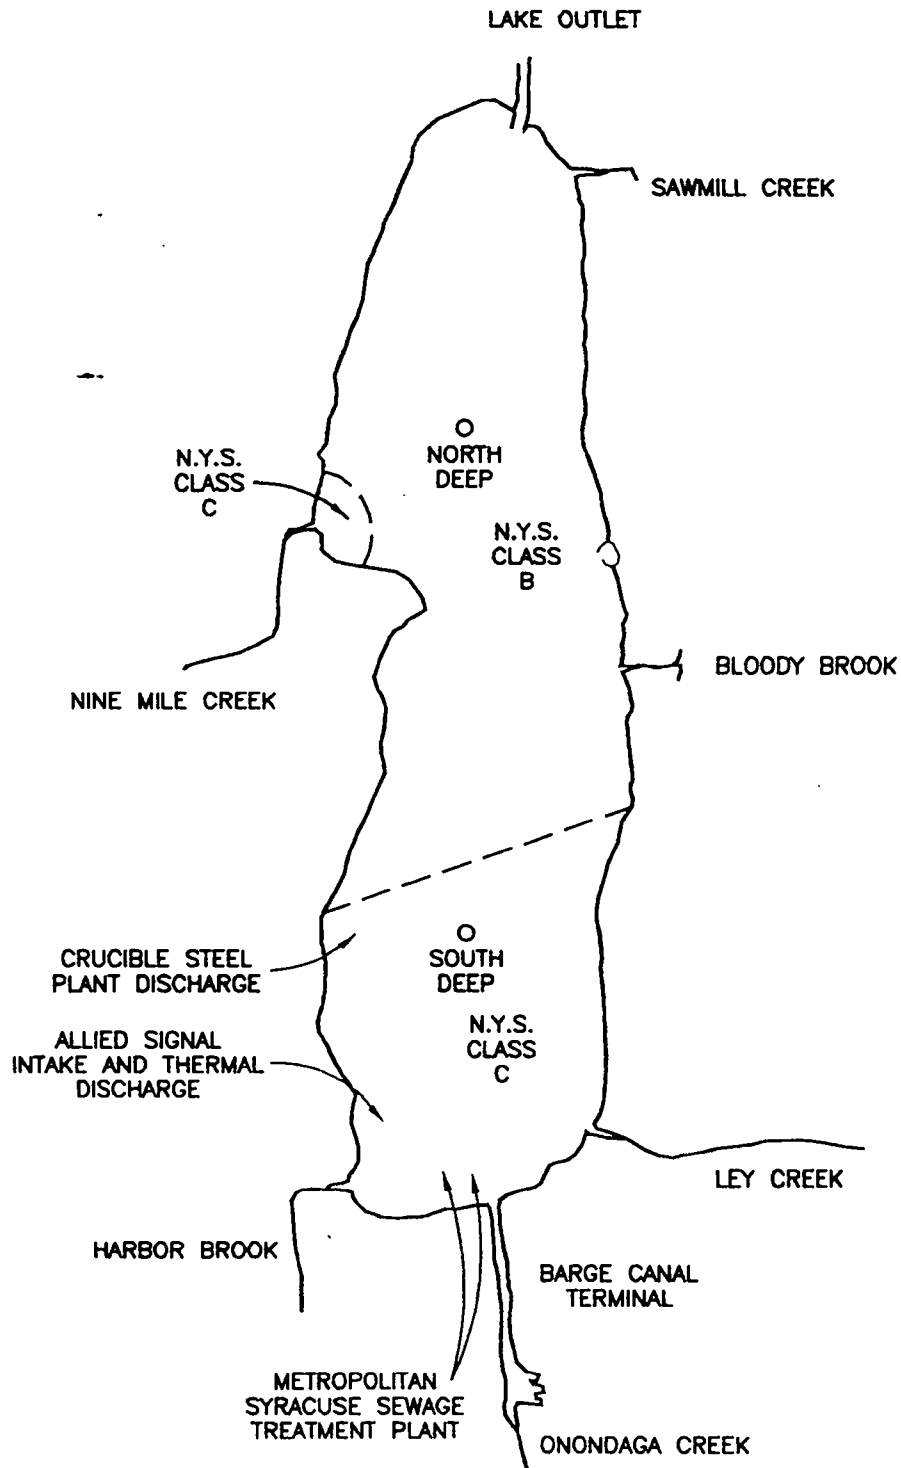 LAKE OUTLET
SAWMILL CREEK
N.Y.S.
CLASS
C
NORTH
DEEP
N.Y.S.
CLASS
B
BLOODY BROOK
NINE MILE CREEK
CRUCIBLE STEEL
PLANT DISCHARGE
SOUTH
DEEP
N.Y.S.
CLASS
C
ALLIED SIGNAL
INTAKE AND THERMAL
DISCHARGE
LEY CREEK
HARBOR BROOK
BARGE CANAL
TERMINAL
METROPOLITAN
SYRACUSE SEWAGE
TREATMENT PLANT
ONONDAGA CREEK